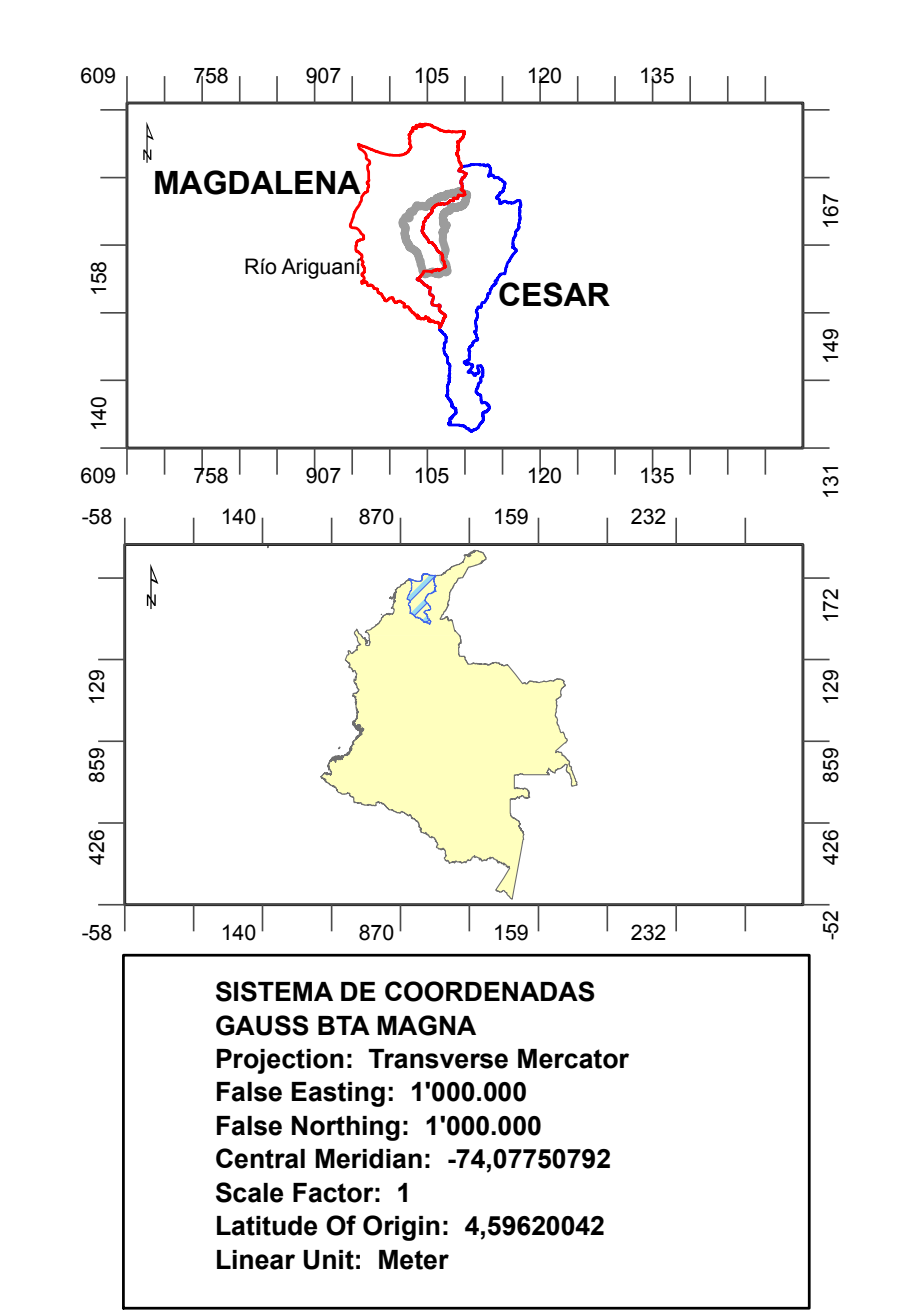 609 758 907 105 120 135
N
MAGDALENA
167
Río Ariguaní
158
CESAR
149
140
131
609 758 907 105 120 135
-58 140 870 159 232
N
172
129 129
859 859
426 426
-52
-58 140 870 159 232
SISTEMA DE COORDENADAS
GAUSS BTA MAGNA
Projection: Transverse Mercator
False Easting: 1'000.000
False Northing: 1'000.000
Central Meridian: -74,07750792
Scale Factor: 1
Latitude Of Origin: 4,59620042
Linear Unit: Meter